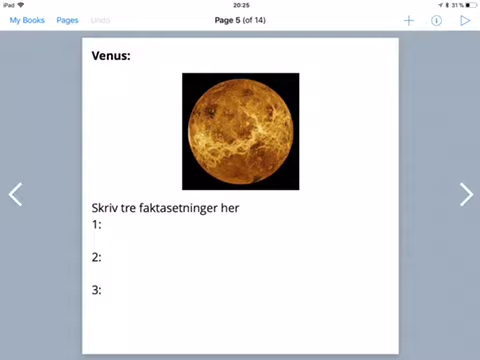 iPad 20:25 31%
My Books Pages Undo Page 5 (of 14)
Venus:
Skriv tre faktasetninger her
1:
2:
3: